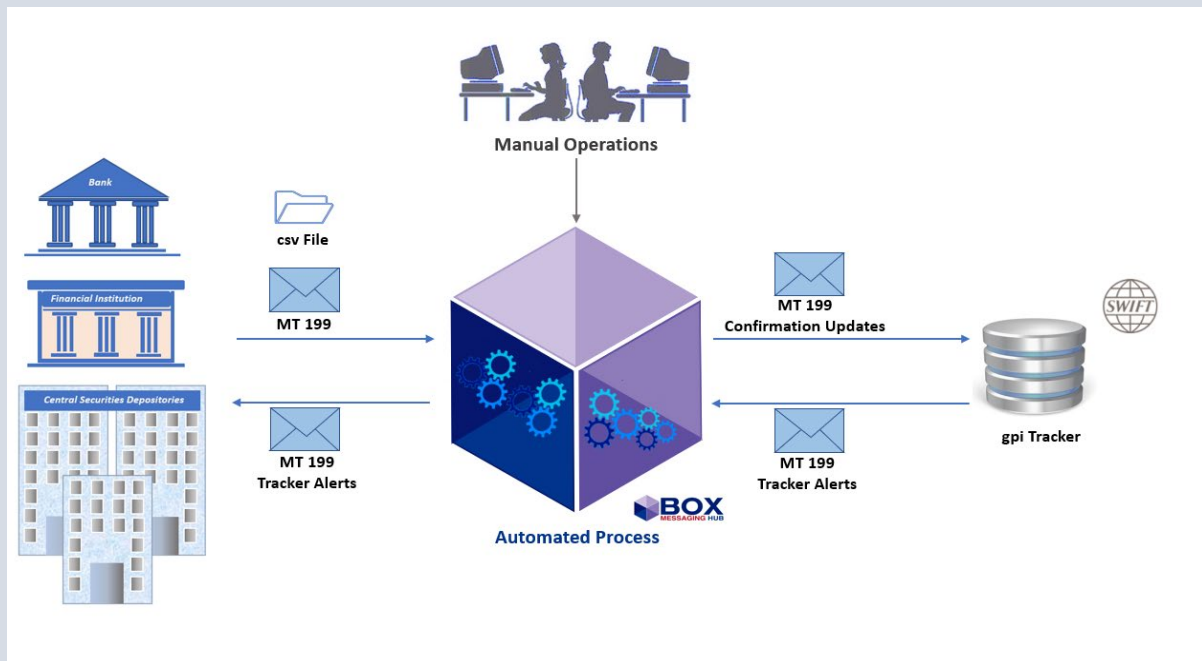 Manual Operations
Bank
csv File
Financial Institution
MT 199
MT 199
Confirmation Updates
SWIFT
Central Securities Depositories
MT 199
Tracker Alerts
MT 199
Tracker Alerts
gpi Tracker
BOX
MESSAGING HUB
Automated Process